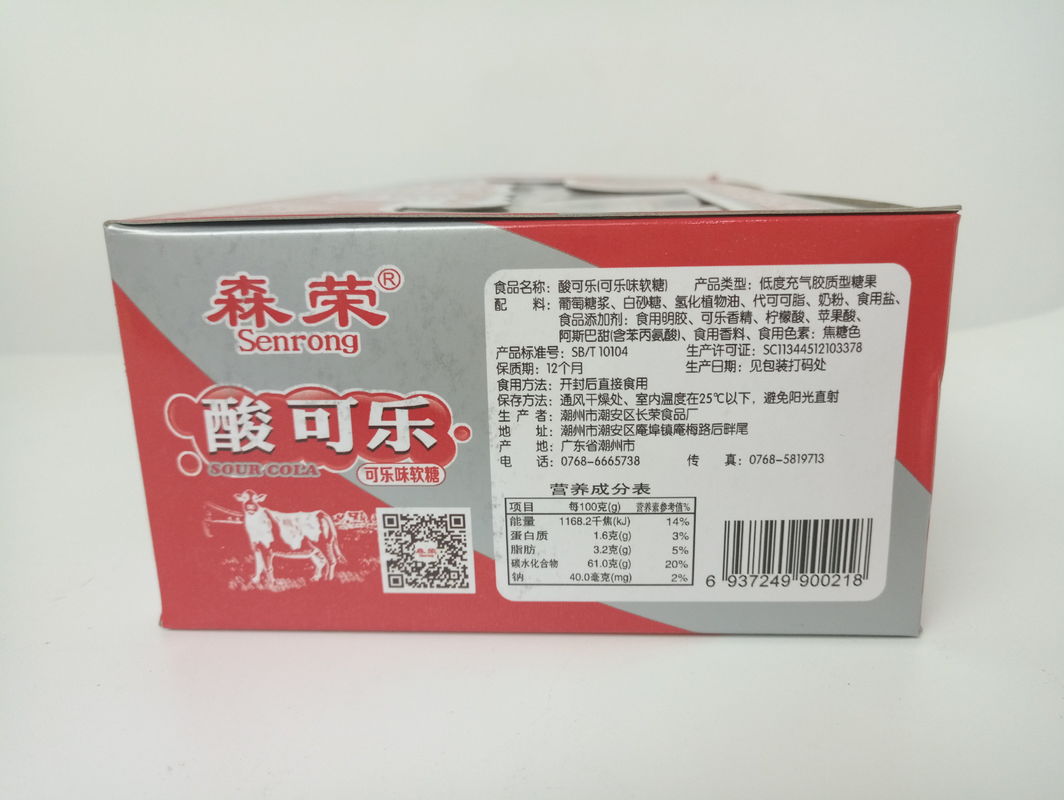 森荣®
Senrong
酸可乐
SOUR COLA
可乐味软糖
食品名称: 酸可乐(可乐味软糖) 产品类型: 低度充气胶质型糖果
配 料: 葡萄糖浆、白砂糖、氢化植物油、代可可脂、奶粉、食用盐、
食品添加剂: 食用明胶、可乐香精、柠檬酸、苹果酸、
阿斯巴甜(含苯丙氨酸)、食用香料、食用色素: 焦糖色
产品标准号: SB/T 10104 生产许可证: SC11344512103378
保质期: 12个月 生产日期: 见包装打码处
食用方法: 开封后直接食用
保存方法: 通风干燥处、室内温度在25℃以下, 避免阳光直射
生 产 者: 潮州市潮安区长荣食品厂
地 址: 潮州市潮安区庵埠镇庵梅路后畔尾
产 地: 广东省潮州市
电 话: 0768-6665738 传 真: 0768-5819713
营养成分表
项目 每100克(g) 营养素参考值%
能量 1168.2千焦(kJ) 14%
蛋白质 1.6克(g) 3%
脂肪 3.2克(g) 5%
碳水化合物 61.0克(g) 20%
钠 40.0毫克(mg) 2%
6 937249 900218